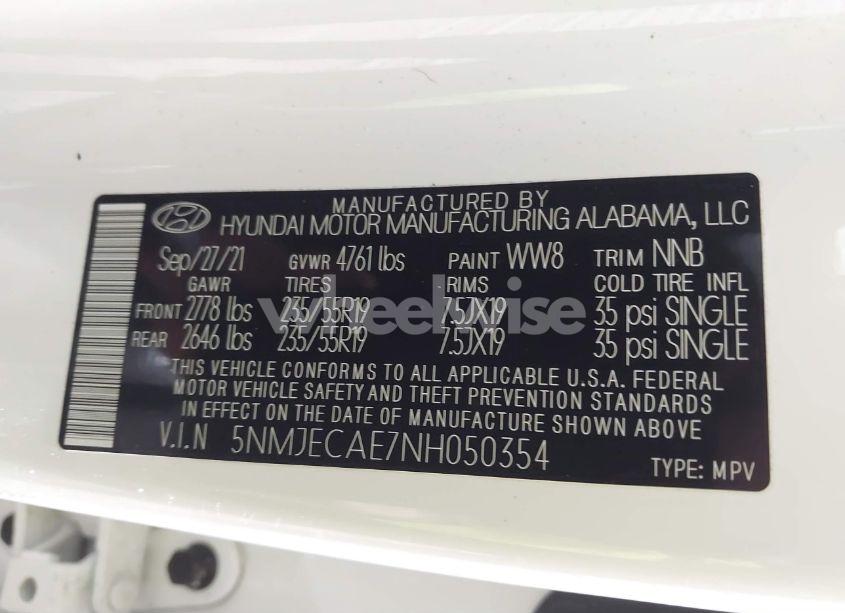 MANUFACTURED BY
HYUNDAI MOTOR MANUFACTURING ALABAMA, LLC
Sep/27/21 GVWR 4761 lbs PAINT WW8 TRIM NNB
GAWR TIRES RIMS COLD TIRE INFL
FRONT 2778 lbs 235/55R19 7.5JX19 35 psi SINGLE
wheelwise
REAR 2646 lbs 235/55R19 7.5JX19 35 psi SINGLE
THIS VEHICLE CONFORMS TO ALL APPLICABLE U.S.A. FEDERAL
MOTOR VEHICLE SAFETY AND THEFT PREVENTION STANDARDS
IN EFFECT ON THE DATE OF MANUFACTURE SHOWN ABOVE
V.I.N 5NMJECAE7NH050354
TYPE: MPV